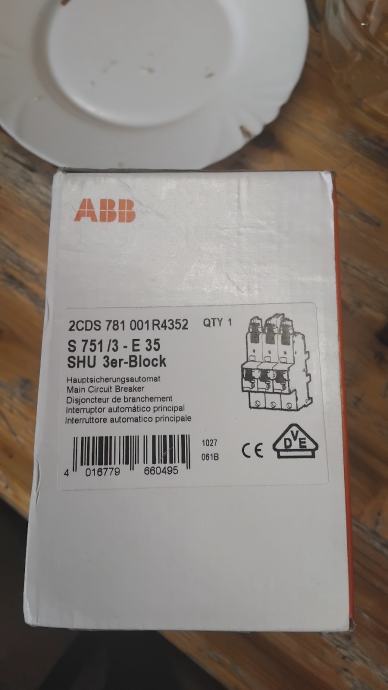 ABB
2CDS 781 001R4352 QTY 1
S 751/3 - E 35
SHU 3er-Block
Hauptsicherungsautomat
Main Circuit Breaker
Disjoncteur de branchement
Interruptor automático principal
Interruttore automatico principale
1027
061B
4 016779 660495
CE
DVE